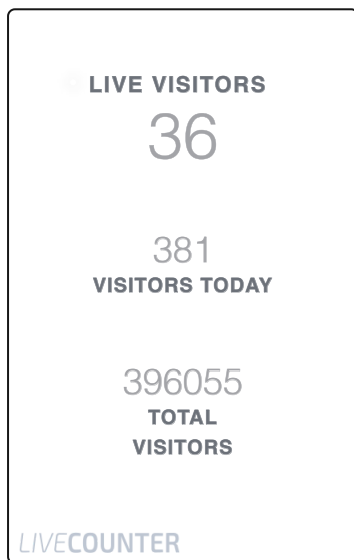 LIVE VISITORS
36
381
VISITORS TODAY
396055
TOTAL
VISITORS
LIVECOUNTER